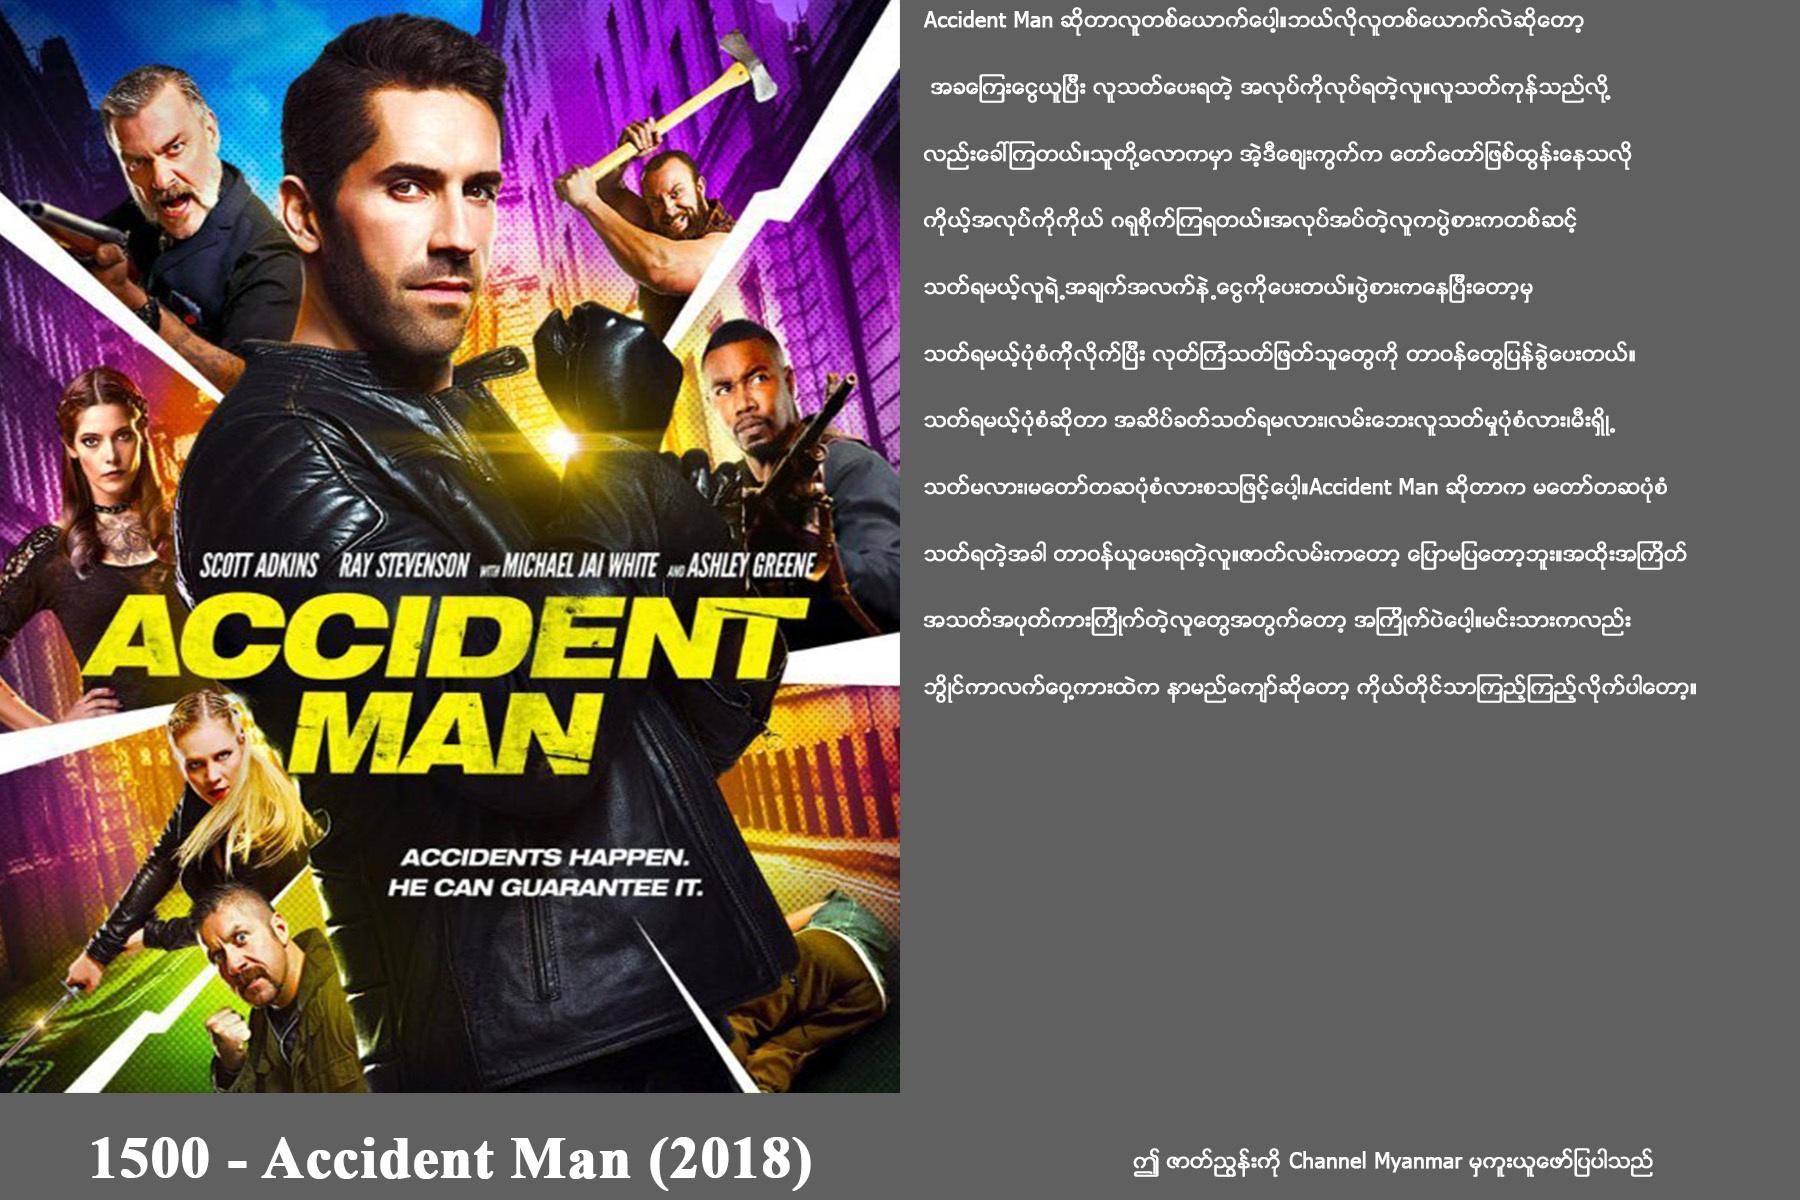 Accident Man ဆိုတာလူတစ်ယောက်ပေါ့။ဘယ်လိုလူတစ်ယောက်လဲဆိုတော့
အခကြေးငွေယူပြီး လူသတ်ပေးရတဲ့ အလုပ်ကိုလုပ်ရတဲ့လူ။လူသတ်ကုန်သည်လို့
လည်းခေါ်ကြတယ်။သူတို့လောကမှာ အဲ့ဒီဈေးကွက်က တော်တော်ဖြစ်ထွန်းနေသလို
ကိုယ့်အလုပ်ကိုကိုယ် ဂရုစိုက်ကြရတယ်။အလုပ်အပ်တဲ့လူကပွဲစားကတစ်ဆင့်
သတ်ရမယ့်လူရဲ့အချက်အလက်နဲ့ငွေကိုပေးတယ်။ပွဲစားကနေပြီးတော့မှ
သတ်ရမယ့်ပုံစံကိုလိုက်ပြီး လုတ်ကြံသတ်ဖြတ်သူတွေကို တာဝန်တွေပြန်ခွဲပေးတယ်။
သတ်ရမယ့်ပုံစံဆိုတာ အဆိပ်ခတ်သတ်ရမလား၊လမ်းဘေးလူသတ်မှုပုံစံလား၊မီးရှို့
သတ်မလား၊မတော်တဆပုံစံလားစသဖြင့်ပေါ့။Accident Man ဆိုတာက မတော်တဆပုံစံ
သတ်ရတဲ့အခါ တာဝန်ယူပေးရတဲ့လူ။ဇာတ်လမ်းကတော့ ပြောမပြတော့ဘူး။အထိုးအကြိတ်
အသတ်အပုတ်ကားကြိုက်တဲ့လူတွေအတွက်တော့ အကြိုက်ပဲပေါ့။မင်းသားကလည်း
ဘွိုင်ကာလက်ဝှေ့ကားထဲက နာမည်ကျော်ဆိုတော့ ကိုယ်တိုင်သာကြည့်ကြည့်လိုက်ပါတော့။
SCOTT ADKINS RAY STEVENSON WITH MICHAEL JAI WHITE AND ASHLEY GREENE
ACCIDENT
MAN
ACCIDENTS HAPPEN.
HE CAN GUARANTEE IT.
1500 - Accident Man (2018)
ဤ ဇာတ်ညွှန်းကို Channel Myanmar မှကူးယူဖော်ပြပါသည်